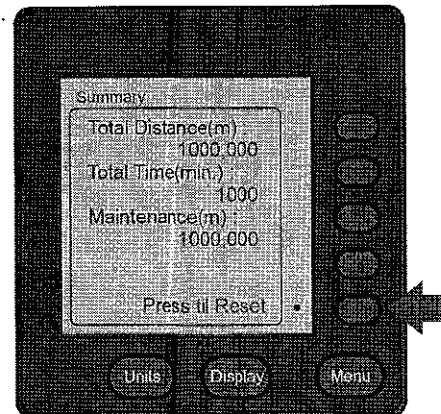 Summary
Total Distance(m) :
1000.000
Total Time(min.) :
1000
Maintenance(m) :
1000.000
Press til Reset
Units Display Menu